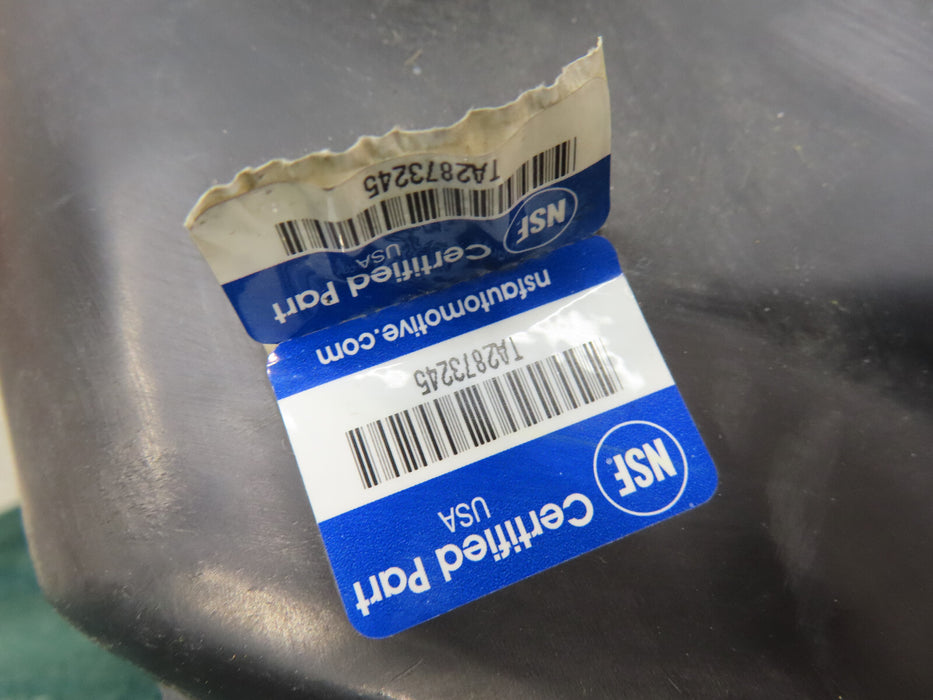 NSF
Certified Part
USA
TA2873245
nsfautomotive.com
NSF
Certified Part
USA
TA2873245